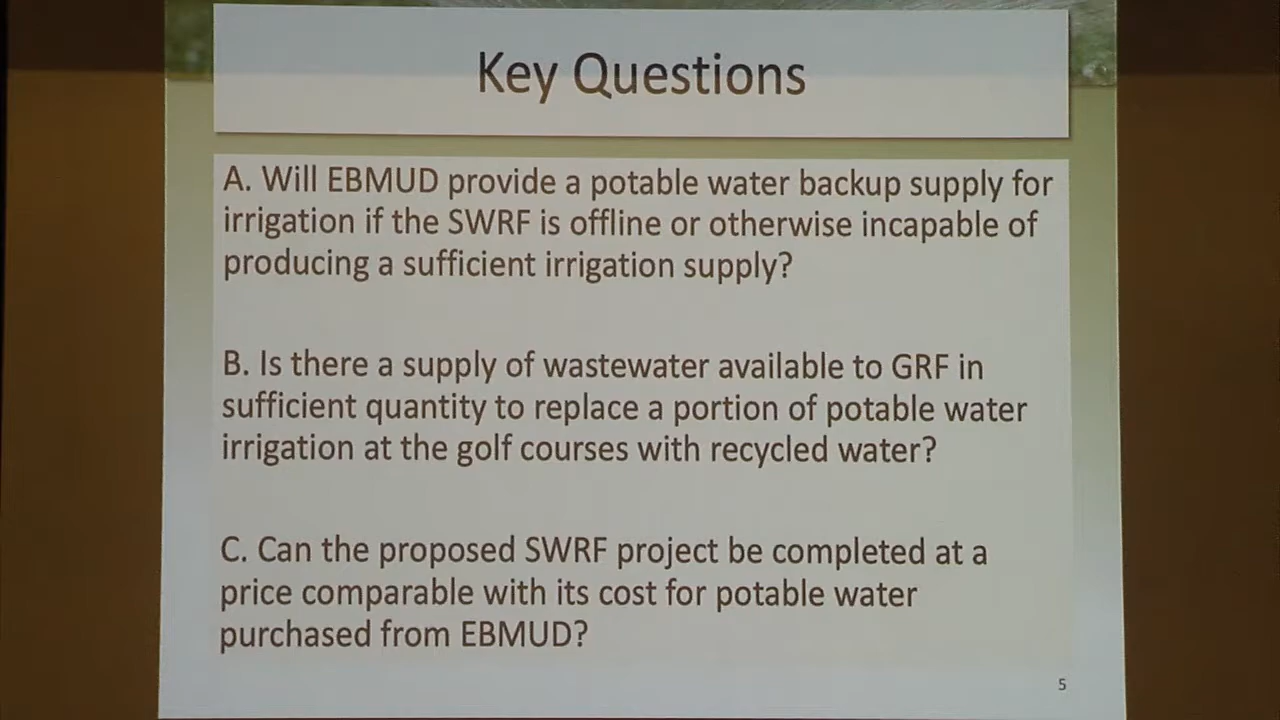 Key Questions
A. Will EBMUD provide a potable water backup supply for
irrigation if the SWRF is offline or otherwise incapable of
producing a sufficient irrigation supply?
B. Is there a supply of wastewater available to GRF in
sufficient quantity to replace a portion of potable water
irrigation at the golf courses with recycled water?
C. Can the proposed SWRF project be completed at a
price comparable with its cost for potable water
purchased from EBMUD?
5